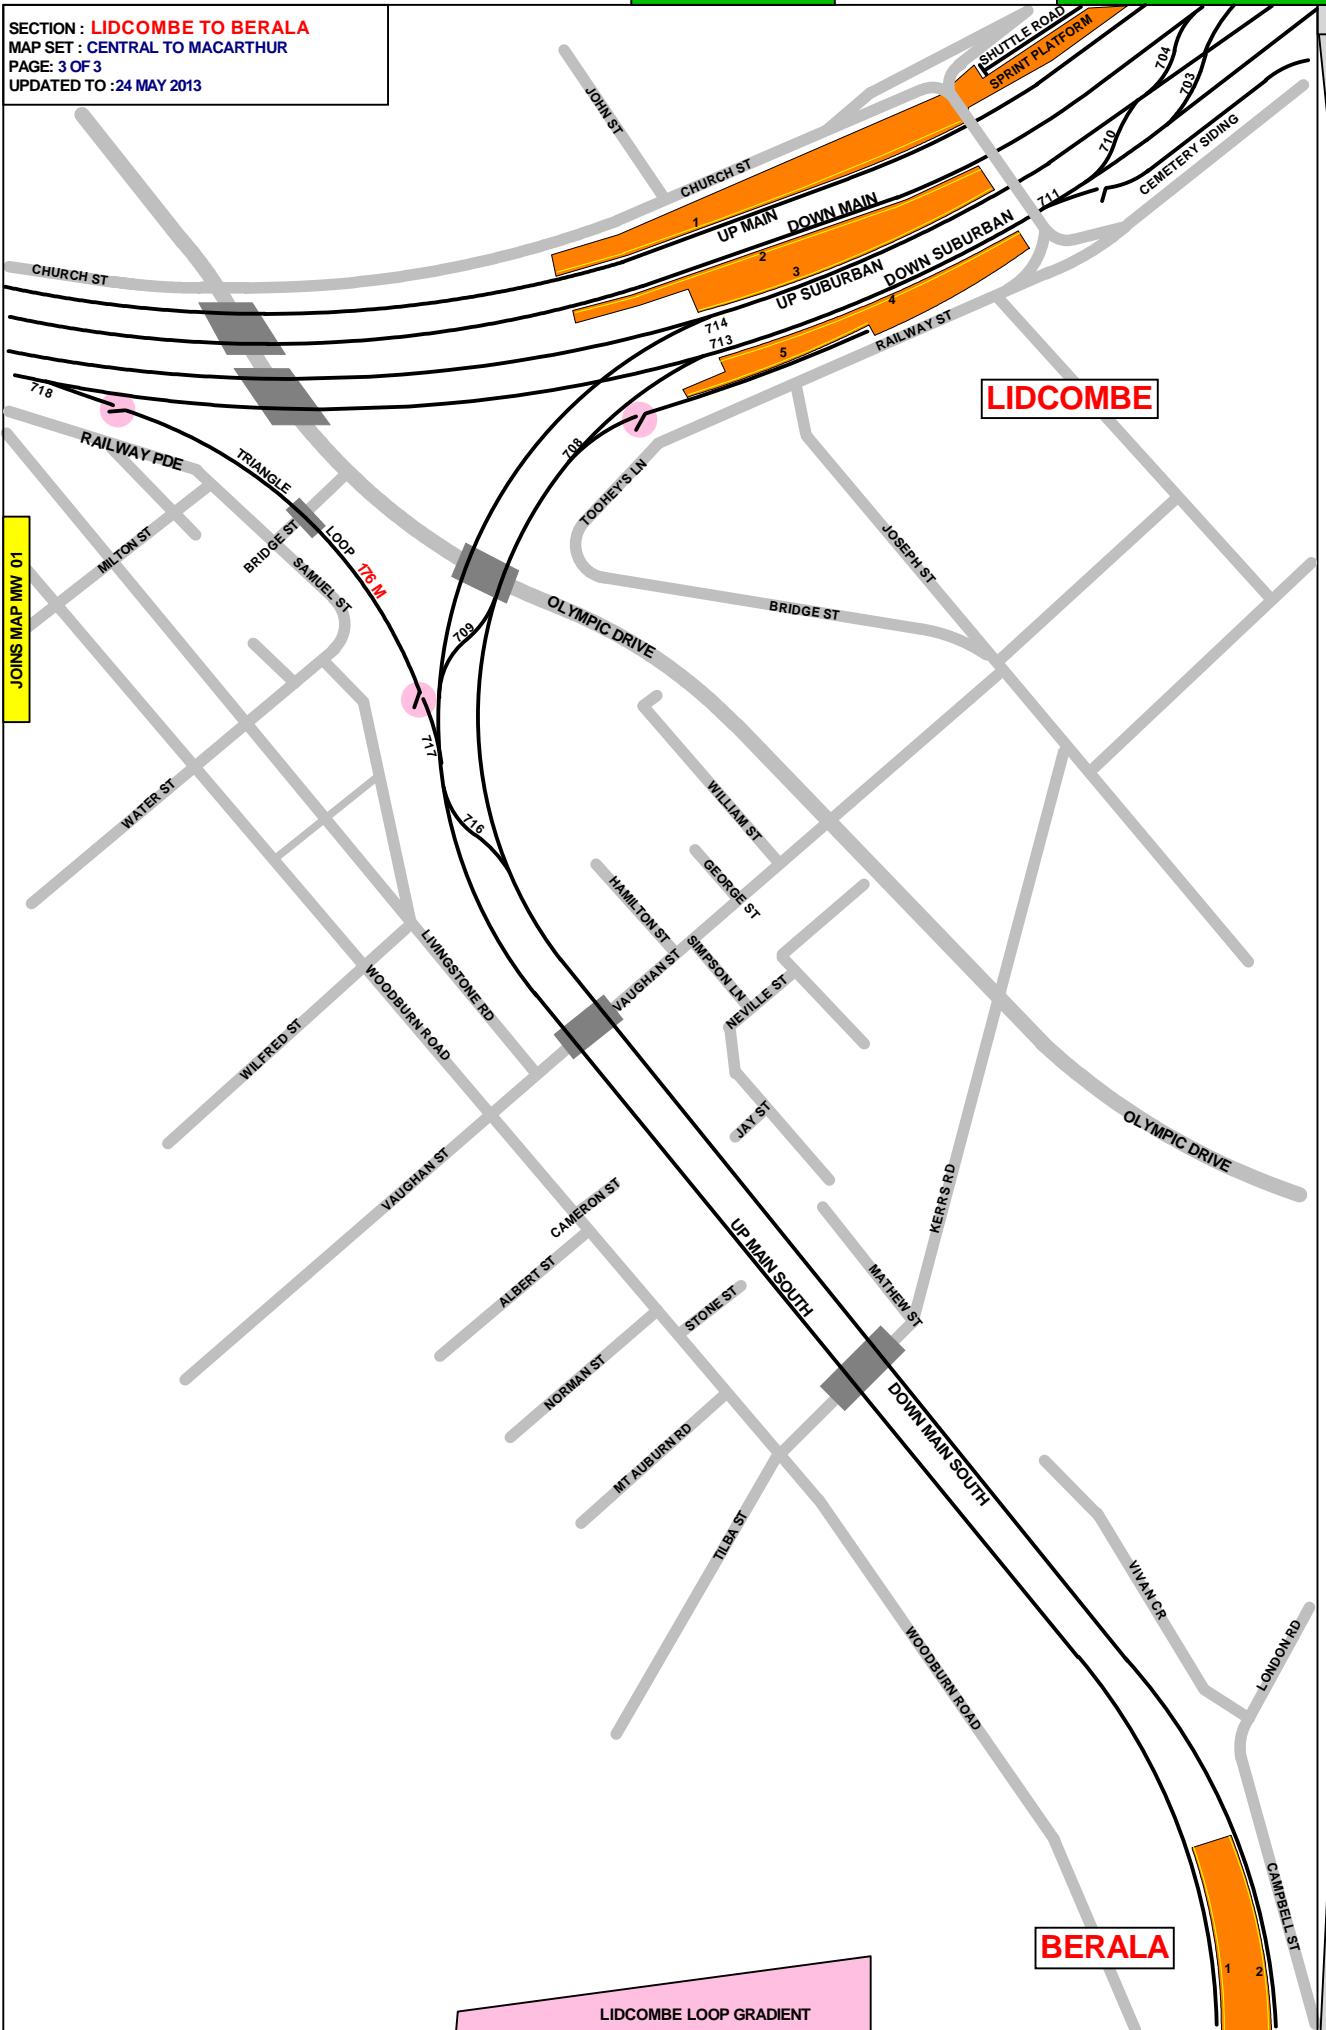 SECTION : LIDCOMBE TO BERALA
MAP SET : CENTRAL TO MACARTHUR
PAGE: 3 OF 3
UPDATED TO :24 MAY 2013
SHUTTLE ROAD
SPRINT PLATFORM
704
703
710
CEMETERY SIDING
711
JOHN ST
CHURCH ST
1
UP MAIN
DOWN MAIN
2
3
UP SUBURBAN
DOWN SUBURBAN
4
RAILWAY ST
CHURCH ST
714
713
5
718
LIDCOMBE
RAILWAY PDE
TRIANGLE
LOOP
176 M
708
TOOHEY'S LN
MILTON ST
BRIDGE ST
SAMUEL ST
JOSEPH ST
JOINS MAP MW 01
BRIDGE ST
OLYMPIC DRIVE
709
717
716
WATER ST
WILLIAM ST
GEORGE ST
HAMILTON ST
SIMPSON LN
VAUGHAN ST
NEVILLE ST
LIVINGSTONE RD
WOODBURN ROAD
WILFRED ST
JAY ST
OLYMPIC DRIVE
VAUGHAN ST
CAMERON ST
KERRS RD
UP MAIN SOUTH
ALBERT ST
MATHEW ST
STONE ST
NORMAN ST
DOWN MAIN SOUTH
MT AUBURN RD
TILBA ST
VIVAN CR
LONDON RD
WOODBURN ROAD
CAMPBELL ST
BERALA
1
2
LIDCOMBE LOOP GRADIENT